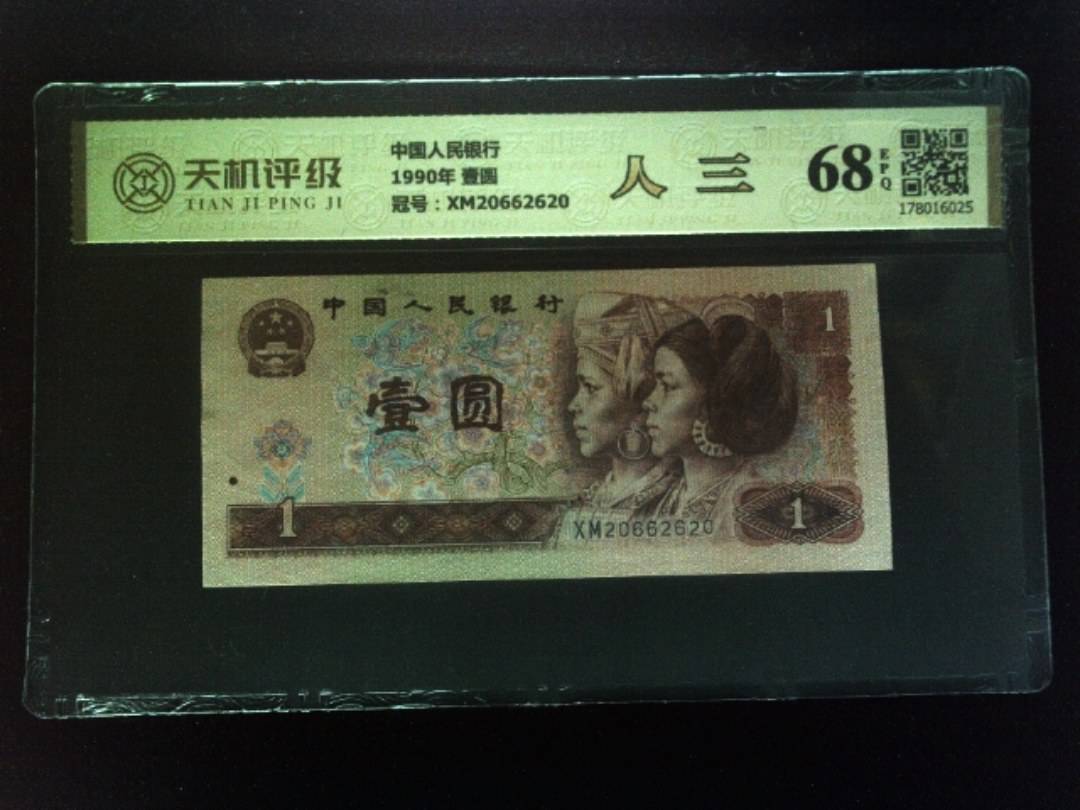 天机评级
TIAN JI PING JI
中国人民银行
1990年 壹圆
冠号：XM20662620
人 三
68
EPQ
178016025
中国人民银行
1
壹圆
1
XM20662620
1